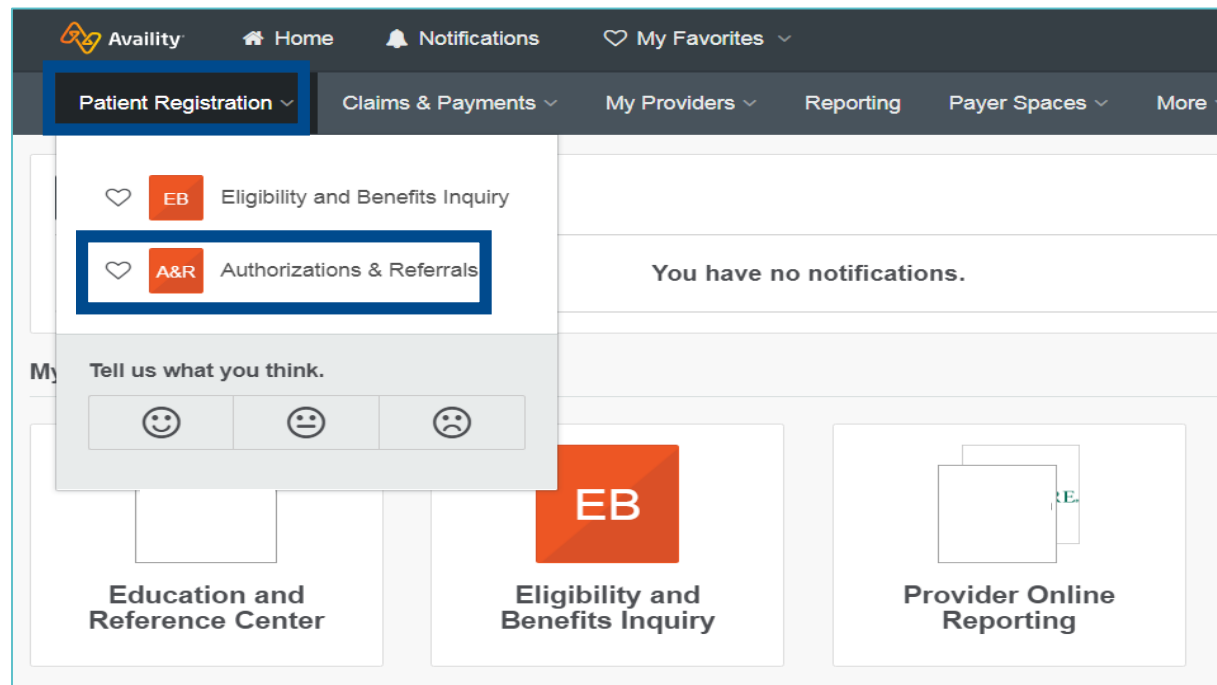 Availity Home Notifications My Favorites
Patient Registration Claims & Payments My Providers Reporting Payer Spaces More
EB Eligibility and Benefits Inquiry
A&R Authorizations & Referrals
You have no notifications.
My
Tell us what you think.
EB
RE.
Education and
Reference Center
Eligibility and
Benefits Inquiry
Provider Online
Reporting